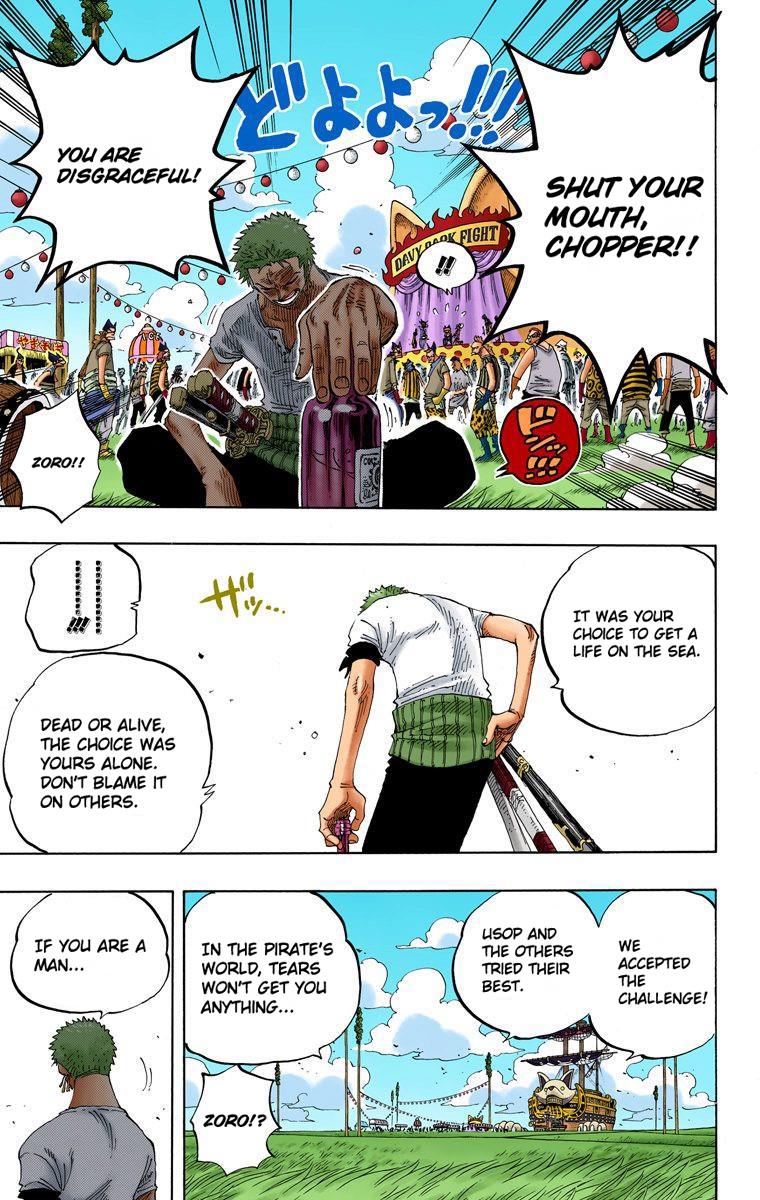 SHUT YOUR
MOUTH,
CHOPPER!!
どよよっ!!!
YOU ARE
DISGRACEFUL!
DAVY BACK FIGHT
!!
ドン!!!
ZORO!!
IT WAS YOUR
CHOICE TO GET A
LIFE ON THE SEA.
ザッ...
!!
DEAD OR ALIVE,
THE CHOICE WAS
YOURS ALONE.
DON'T BLAME IT
ON OTHERS.
WE
ACCEPTED
THE
CHALLENGE!
USOP AND
THE OTHERS
TRIED THEIR
BEST.
IN THE PIRATE'S
WORLD, TEARS
WON'T GET YOU
ANYTHING...
ZORO!?
IF YOU ARE A
MAN...